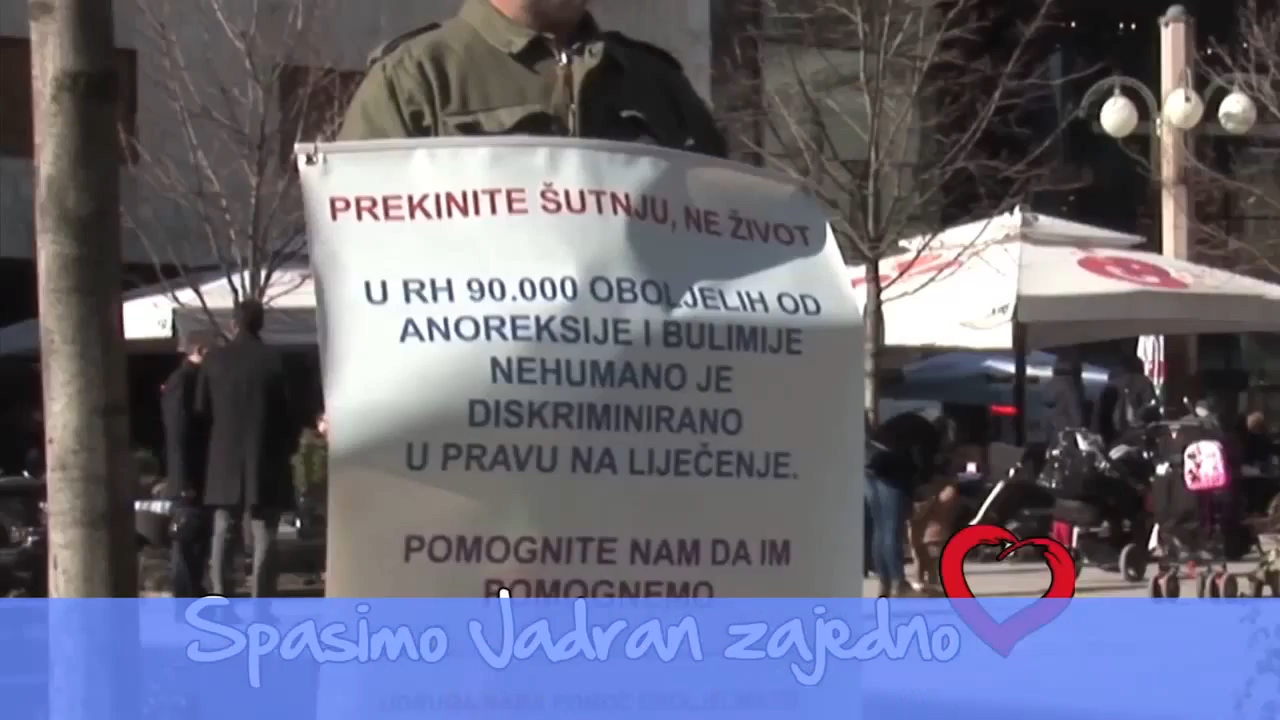 PREKINITE ŠUTNJU, NE ŽIVOT
U RH 90.000 OBOLJELIH OD
ANOREKSIJE I BULIMIJE
NEHUMANO JE
DISKRIMINIRANO
U PRAVU NA LIJEČENJE.
POMOGNITE NAM DA IM
POMOGNEMO
Spasimo Jadran zajedno